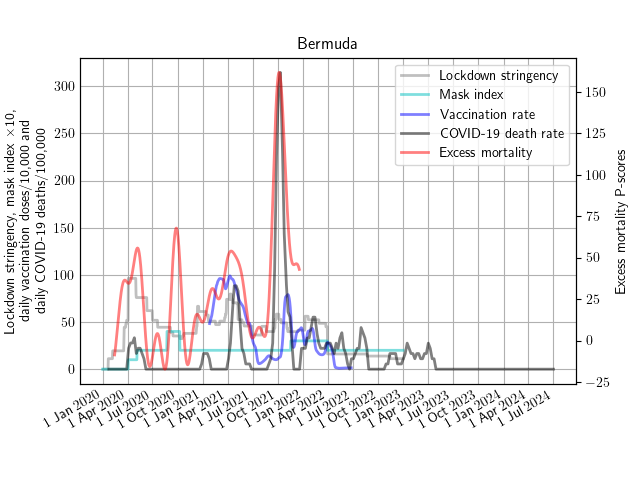 Bermuda
Lockdown stringency, mask index ×10,
daily vaccination doses/10,000 and
daily COVID-19 deaths/100,000
300
250
200
150
100
50
0
Lockdown stringency
Mask index
Vaccination rate
COVID-19 death rate
Excess mortality
150
125
100
75
50
25
0
−25
Excess mortality P-scores
1 Jan 2020
1 Apr 2020
1 Jul 2020
1 Oct 2020
1 Jan 2021
1 Apr 2021
1 Jul 2021
1 Oct 2021
1 Jan 2022
1 Apr 2022
1 Jul 2022
1 Oct 2022
1 Jan 2023
1 Apr 2023
1 Jul 2023
1 Oct 2023
1 Jan 2024
1 Apr 2024
1 Jul 2024